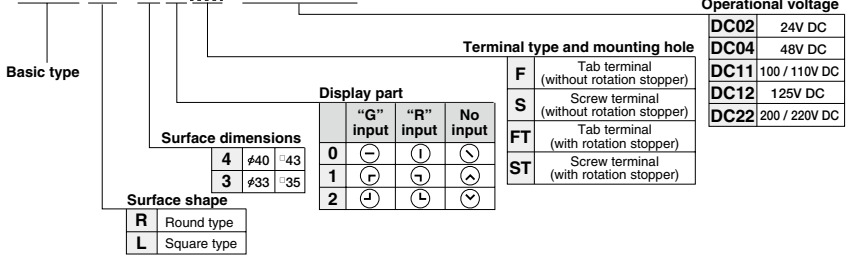 Operational voltage
DC02 24V DC
DC04 48V DC
DC11 100 / 110V DC
DC12 125V DC
DC22 200 / 220V DC
Terminal type and mounting hole
F Tab terminal
(without rotation stopper)
S Screw terminal
(without rotation stopper)
FT Tab terminal
(with rotation stopper)
ST Screw terminal
(with rotation stopper)
Basic type
Display part
“G” input “R” input No input
0
1
2
Surface dimensions
4 ø40 □43
3 ø33 □35
Surface shape
R Round type
L Square type